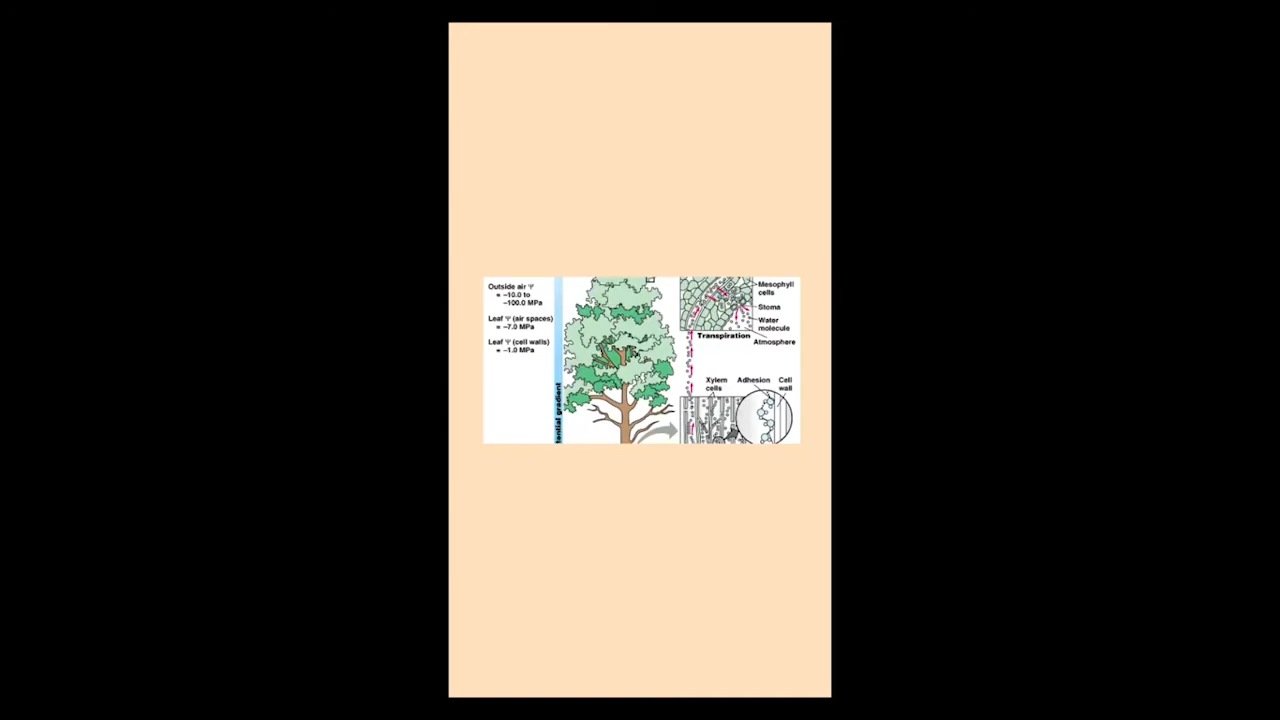 Outside air Ψ
= –10.0 to
–100.0 MPa
Leaf Ψ (air spaces)
= –7.0 MPa
Leaf Ψ (cell walls)
= –1.0 MPa
gradient
Mesophyll
cells
Stoma
Water
molecule
Transpiration
Atmosphere
Xylem
cells
Adhesion
Cell
wall